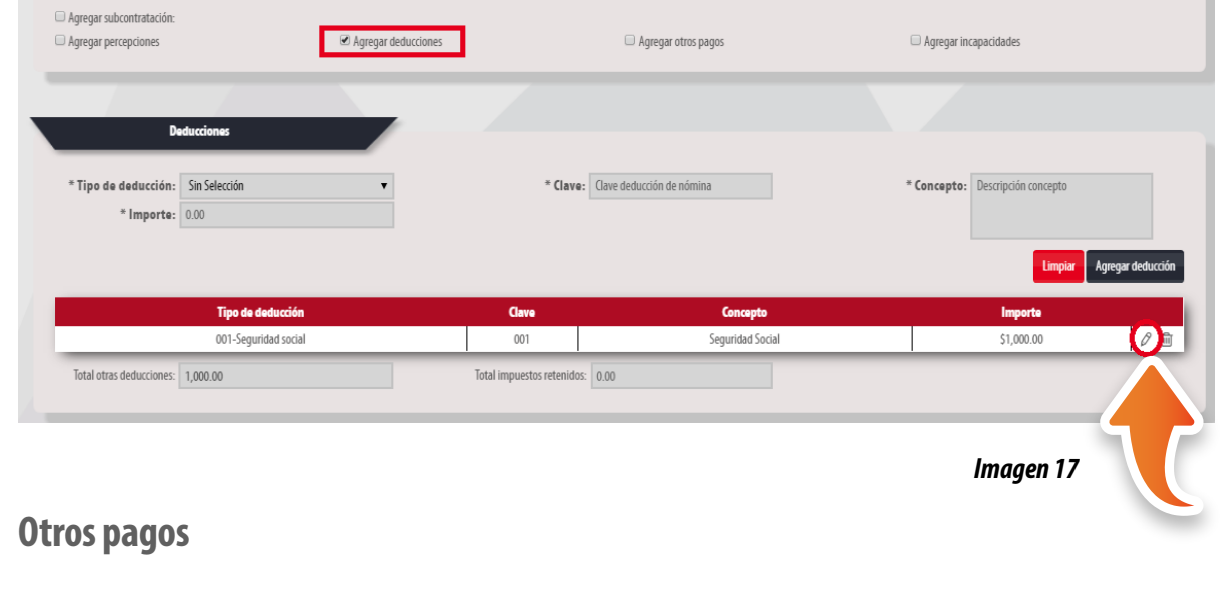 Agregar subcontratación:
Agregar percepciones Agregar deducciones Agregar otros pagos Agregar incapacidades
Deducciones
* Tipo de deducción: Sin Selección * Clave: Clave deducción de nómina * Concepto: Descripción concepto
* Importe: 0.00
Limpiar Agregar deducción
Tipo de deducción Clave Concepto Importe
001-Seguridad social 001 Seguridad Social $1,000.00
Total otras deducciones: 1,000.00 Total impuestos retenidos: 0.00
Imagen 17
Otros pagos